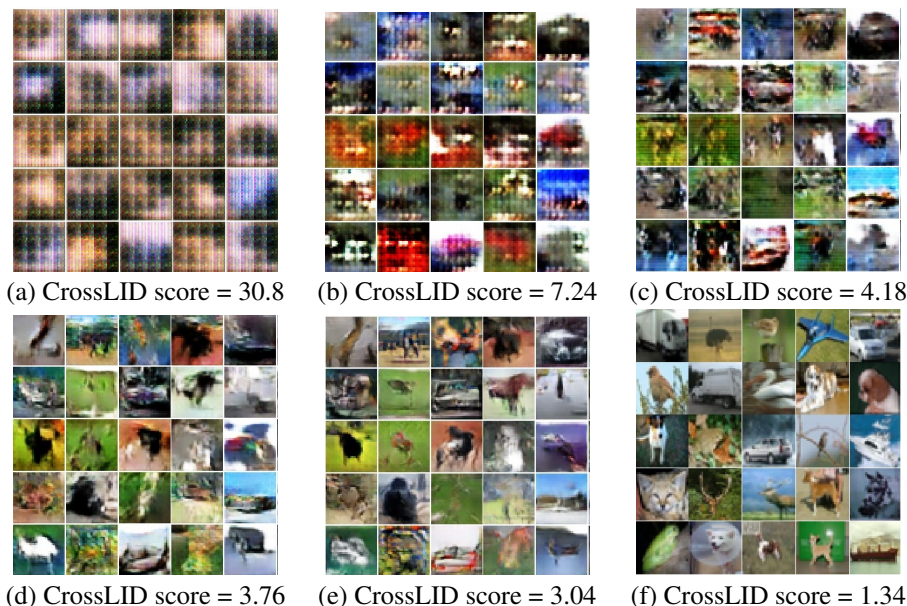 (a) CrossLID score = 30.8
(b) CrossLID score = 7.24
(c) CrossLID score = 4.18
(d) CrossLID score = 3.76
(e) CrossLID score = 3.04
(f) CrossLID score = 1.34